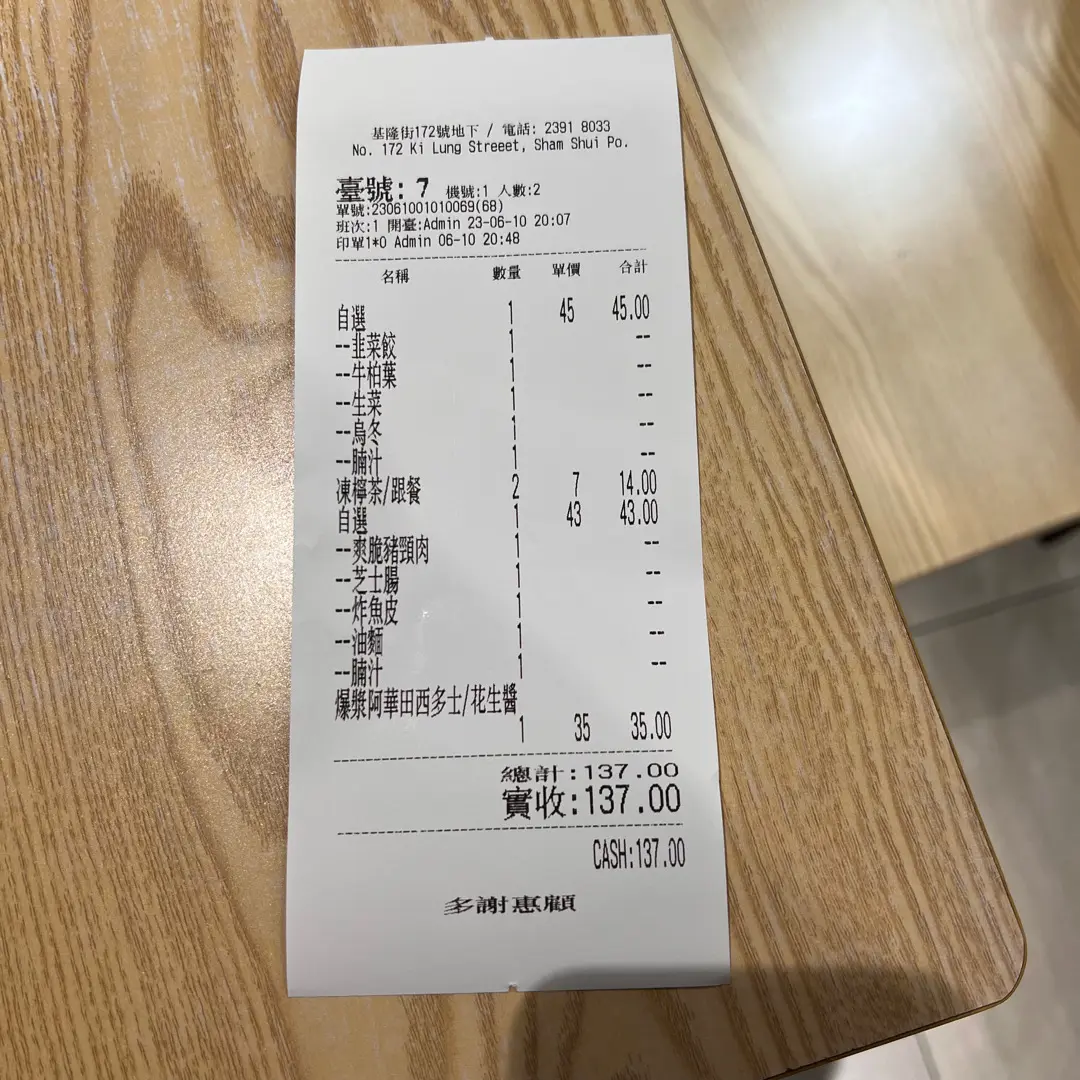 基隆街172號地下 / 電話: 2391 8033
No. 172 Ki Lung Streeet, Sham Shui Po.
臺號: 7 機號:1 人數:2
單號:23061001010069(68)
班次:1 開臺:Admin 23-06-10 20:07
印單1*0 Admin 06-10 20:48
名稱 數量 單價 合計
自選 1 45 45.00
--韭菜餃 1 --
--牛柏葉 1 --
--生菜 1 --
--烏冬 1 --
--腩汁 1 --
凍檸茶/跟餐 2 7 14.00
自選 1 43 43.00
--爽脆豬頸肉 1 --
--芝士腸 1 --
--炸魚皮 1 --
--油麵 1 --
--腩汁 1 --
爆漿阿華田西多士/花生醬
1 35 35.00
總計:137.00
實收:137.00
CASH:137.00
多謝惠顧